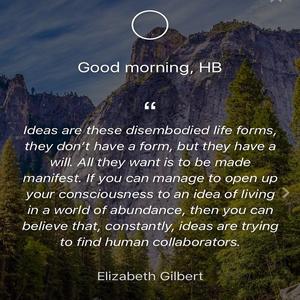 Good morning, HB
“
Ideas are these disembodied life forms,
they don't have a form, but they have a
will. All they want is to be made
manifest. If you can manage to open up
your consciousness to an idea of living
in a world of abundance, then you can
believe that, constantly, ideas are trying
to find human collaborators.
Elizabeth Gilbert